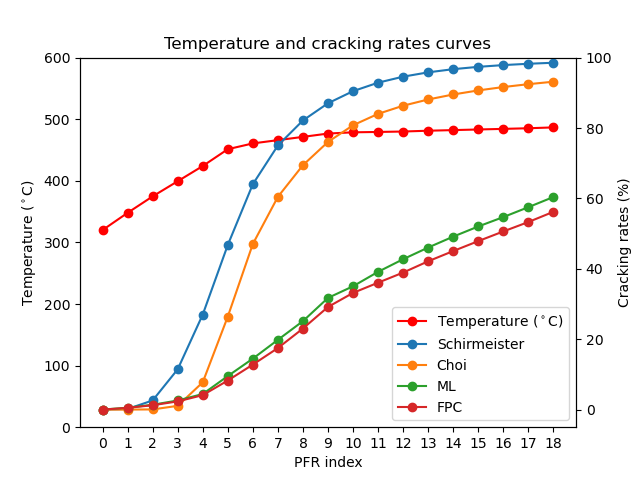 Temperature and cracking rates curves
600
500
400
300
200
100
0
Temperature (°C)
100
80
60
40
20
0
Cracking rates (%)
Temperature (°C)
Schirmeister
Choi
ML
FPC
0 1 2 3 4 5 6 7 8 9 10 11 12 13 14 15 16 17 18
PFR index